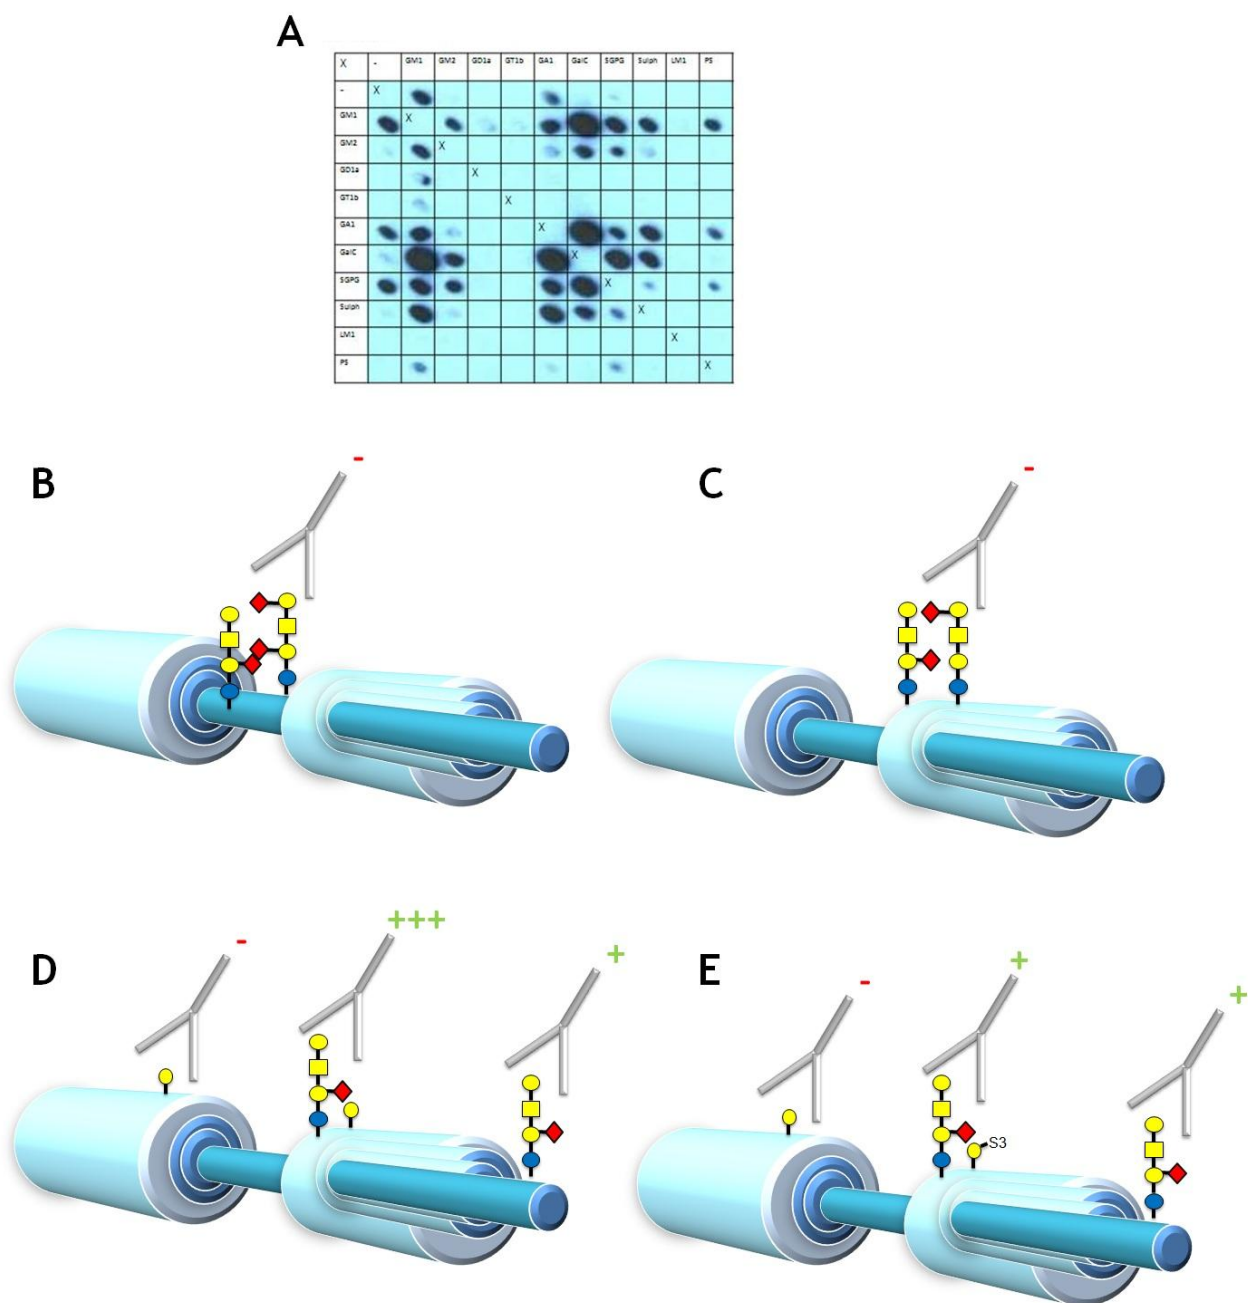 A
X - GM1 GM2 GD1a GT1b GA1 GalC SGPG Sulph LM1 PS
- X
GM1 X
GM2 X
GD1a X
GT1b X
GA1 X
GalC X
SGPG X
Sulph X
LM1 X
PS X
B -
C -
D - +++ +
E - + +
S3